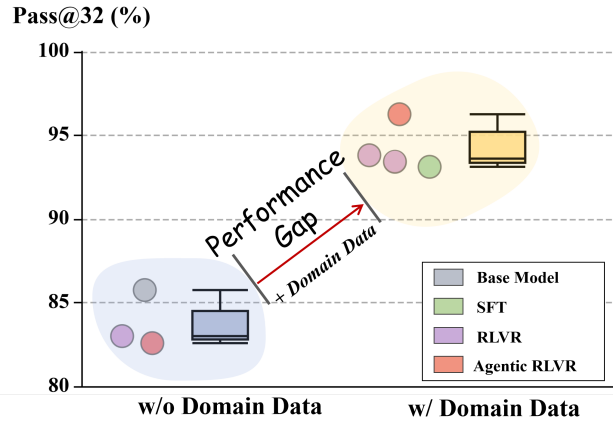 Pass@32 (%)
100
95
90
85
80
Performance
Gap
+ Domain Data
Base Model
SFT
RLVR
Agentic RLVR
w/o Domain Data
w/ Domain Data